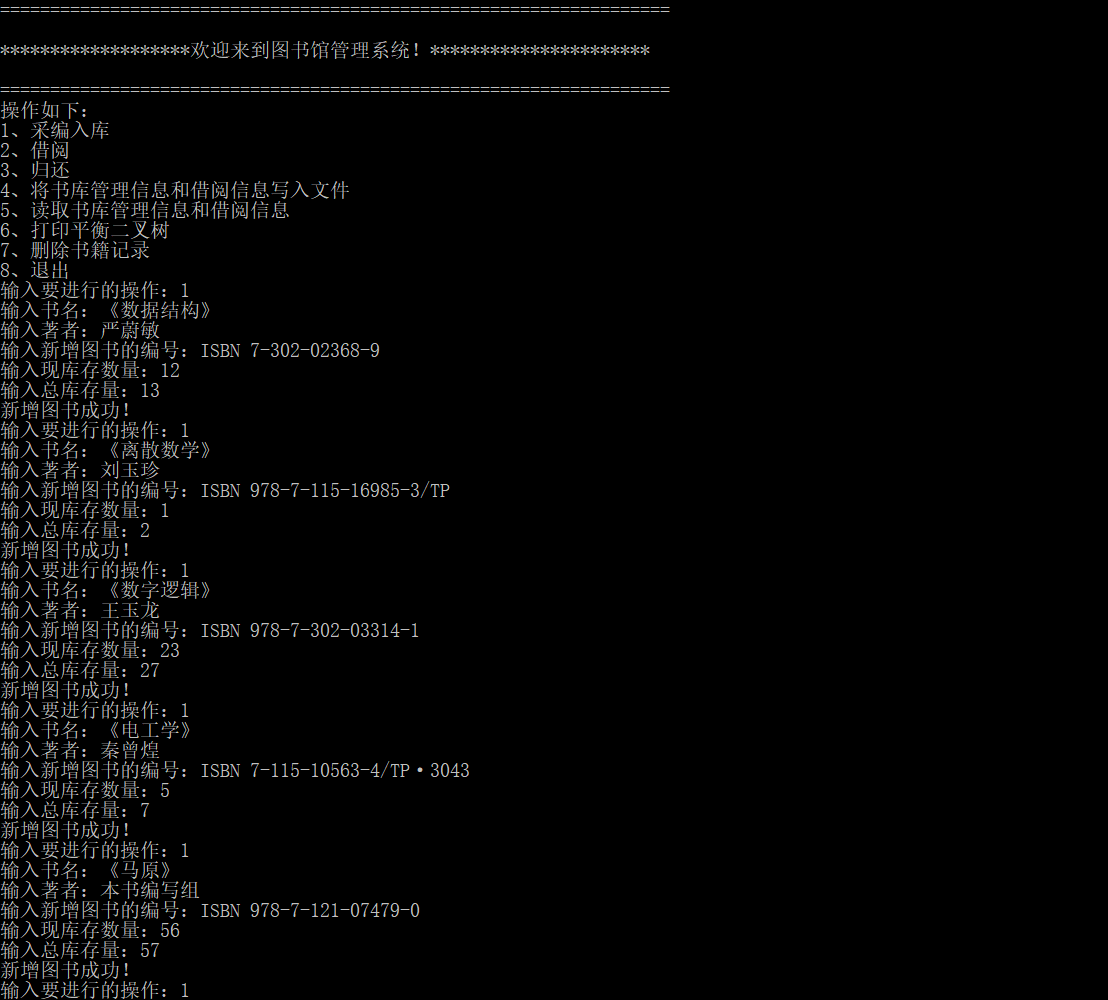 ===================================================================
*******************欢迎来到图书馆管理系统！**********************
===================================================================
操作如下：
1、采编入库
2、借阅
3、归还
4、将书库管理信息和借阅信息写入文件
5、读取书库管理信息和借阅信息
6、打印平衡二叉树
7、删除书籍记录
8、退出
输入要进行的操作：1
输入书名：《数据结构》
输入著者：严蔚敏
输入新增图书的编号：ISBN 7-302-02368-9
输入现库存数量：12
输入总库存量：13
新增图书成功！
输入要进行的操作：1
输入书名：《离散数学》
输入著者：刘玉珍
输入新增图书的编号：ISBN 978-7-115-16985-3/TP
输入现库存数量：1
输入总库存量：2
新增图书成功！
输入要进行的操作：1
输入书名：《数字逻辑》
输入著者：王玉龙
输入新增图书的编号：ISBN 978-7-302-03314-1
输入现库存数量：23
输入总库存量：27
新增图书成功！
输入要进行的操作：1
输入书名：《电工学》
输入著者：秦曾煌
输入新增图书的编号：ISBN 7-115-10563-4/TP·3043
输入现库存数量：5
输入总库存量：7
新增图书成功！
输入要进行的操作：1
输入书名：《马原》
输入著者：本书编写组
输入新增图书的编号：ISBN 978-7-121-07479-0
输入现库存数量：56
输入总库存量：57
新增图书成功！
输入要进行的操作：1